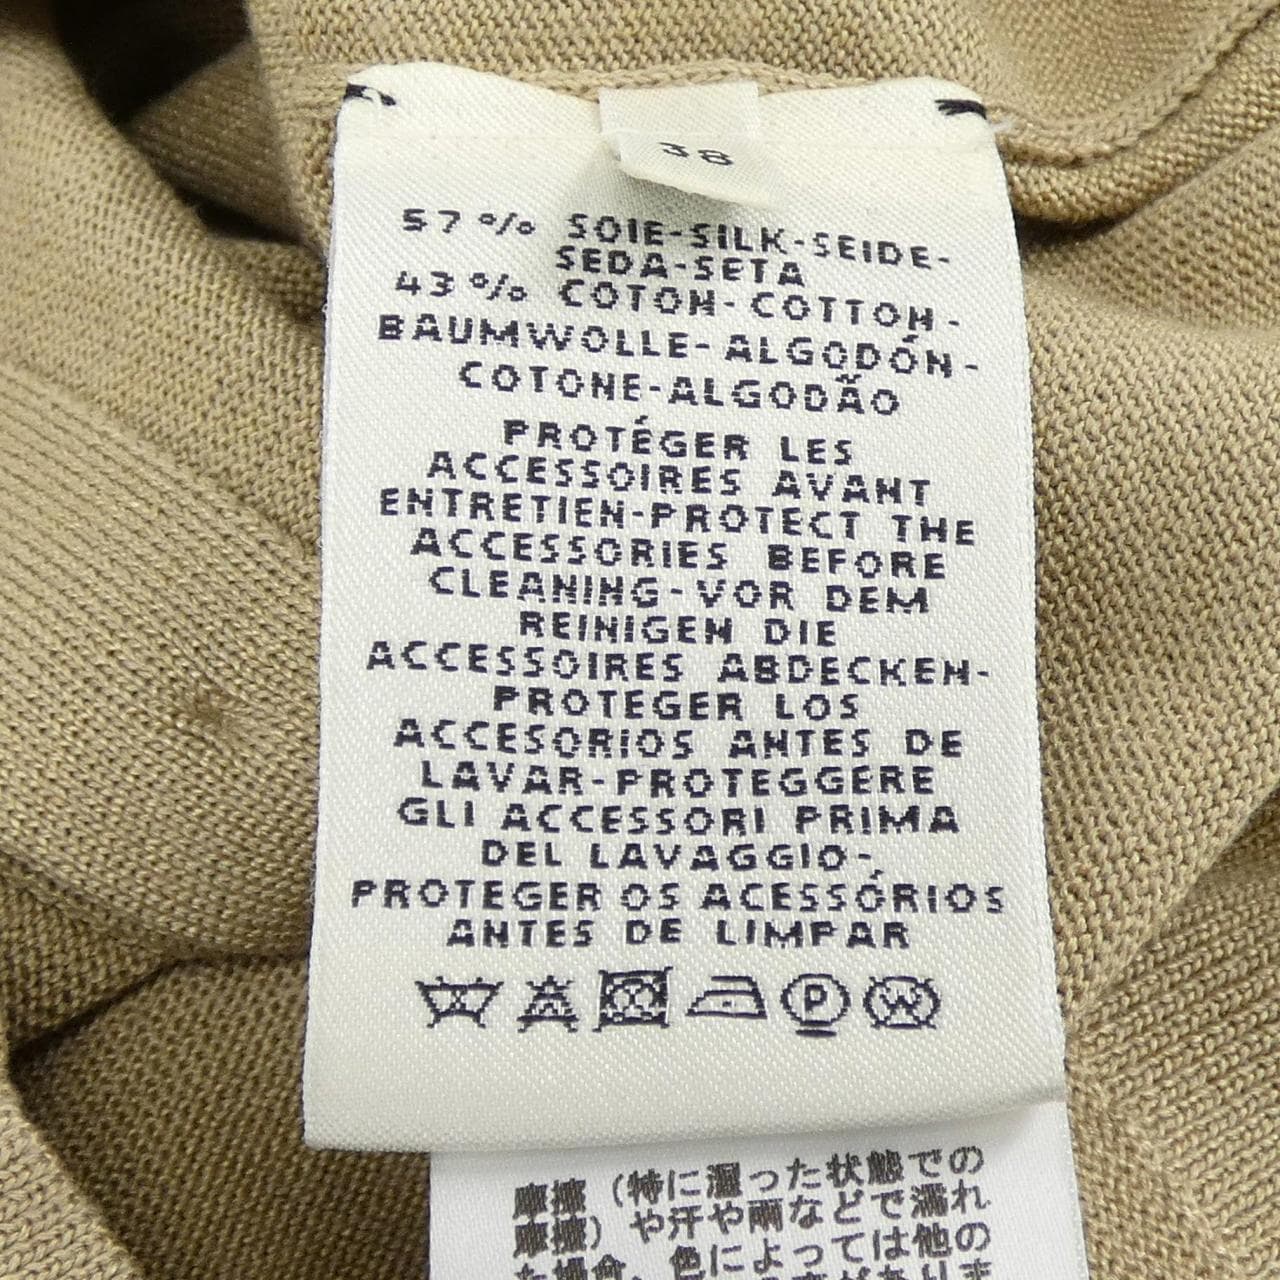 38
57% SOIE-SILK-SEIDE-
SEDA-SETA
43% COTON-COTTON-
BAUMWOLLE-ALGODÓN-
COTONE-ALGODÃO
PROTÉGER LES
ACCESSOIRES AVANT
ENTRETIEN-PROTECT THE
ACCESSORIES BEFORE
CLEANING-VOR DEM
REINIGEN DIE
ACCESSOIRES ABDECKEN-
PROTEGER LOS
ACCESORIOS ANTES DE
LAVAR-PROTEGGERE
GLI ACCESSORI PRIMA
DEL LAVAGGIO-
PROTEGER OS ACESSÓRIOS
ANTES DE LIMPAR
P W
摩擦（特に湿った状態での
摩擦）や汗や雨などで濡れ
た場合、色によっては他の